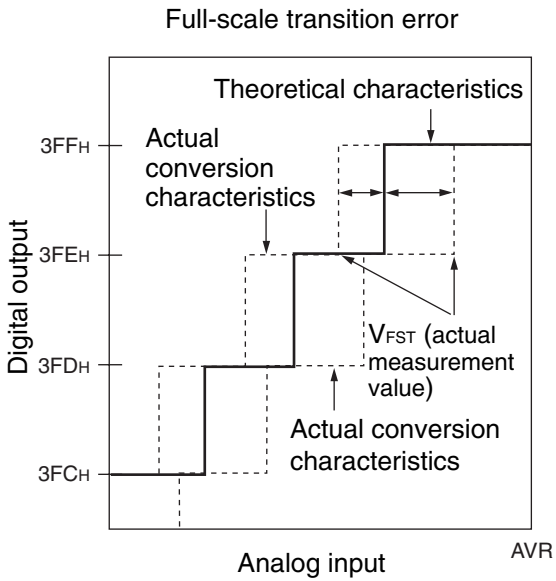 Full-scale transition error
Theoretical characteristics
Actual
conversion
characteristics
3FFH
3FEH
3FDH
3FCH
Digital output
VFST (actual
measurement
value)
Actual conversion
characteristics
AVR
Analog input